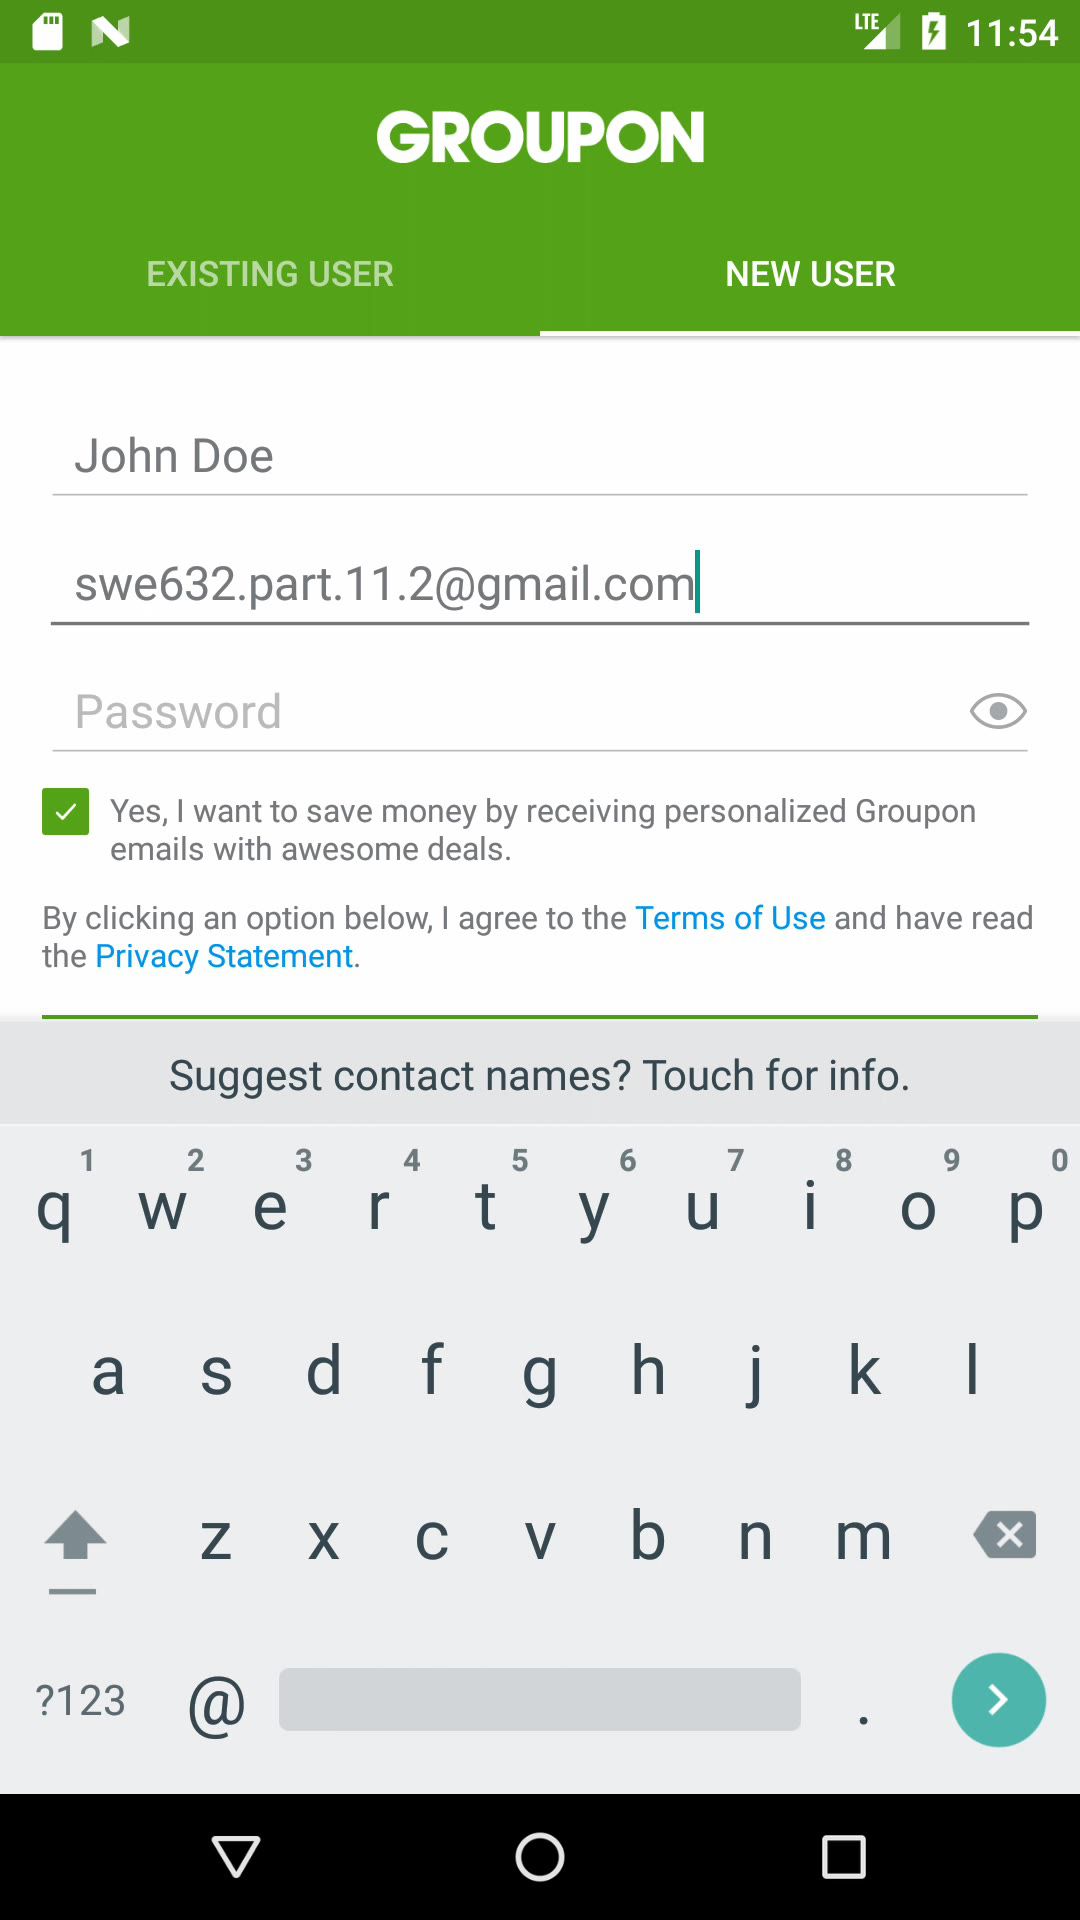 LTE 11:54
GROUPON
EXISTING USER NEW USER
John Doe
swe632.part.11.2@gmail.com
Password
Yes, I want to save money by receiving personalized Groupon
emails with awesome deals.
By clicking an option below, I agree to the Terms of Use and have read
the Privacy Statement.
Suggest contact names? Touch for info.
1 2 3 4 5 6 7 8 9 0
q w e r t y u i o p
a s d f g h j k l
z x c v b n m
?123 @ .